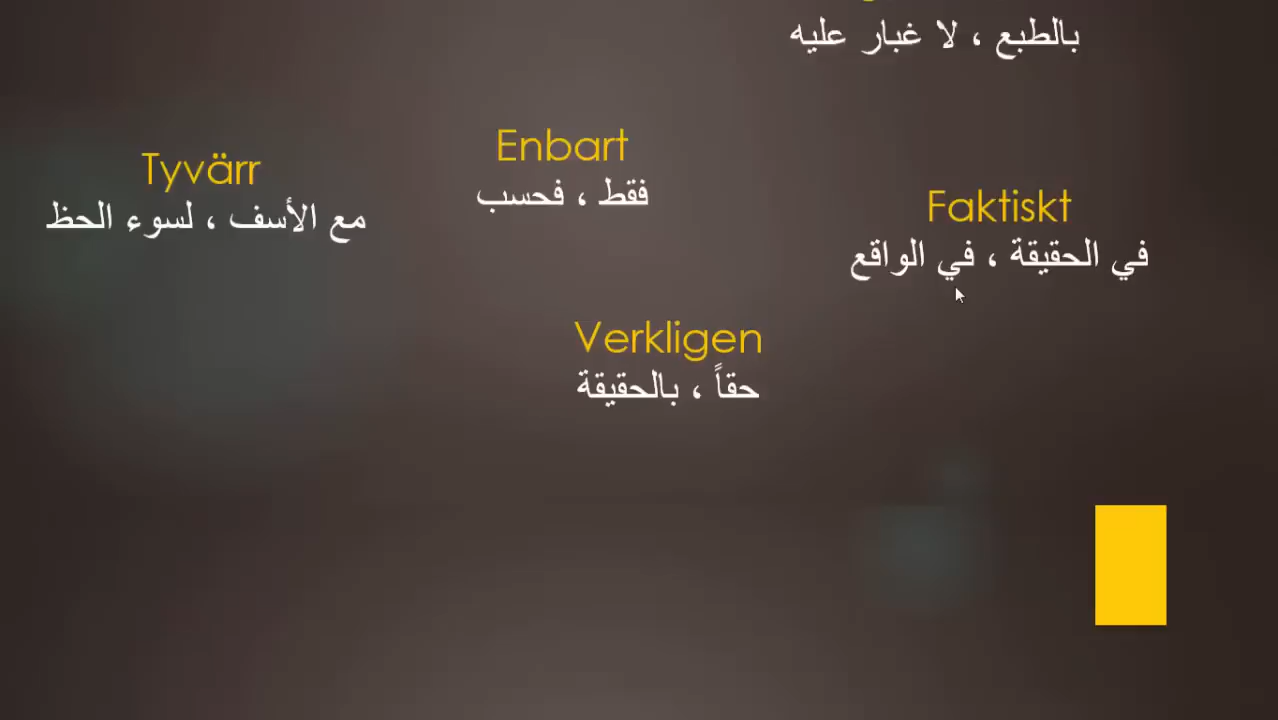 بالطبع ، لا غبار عليه
Enbart
فقط ، فحسب
Tyvärr
مع الأسف ، لسوء الحظ
Faktiskt
في الحقيقة ، في الواقع
Verkligen
حقاً ، بالحقيقة